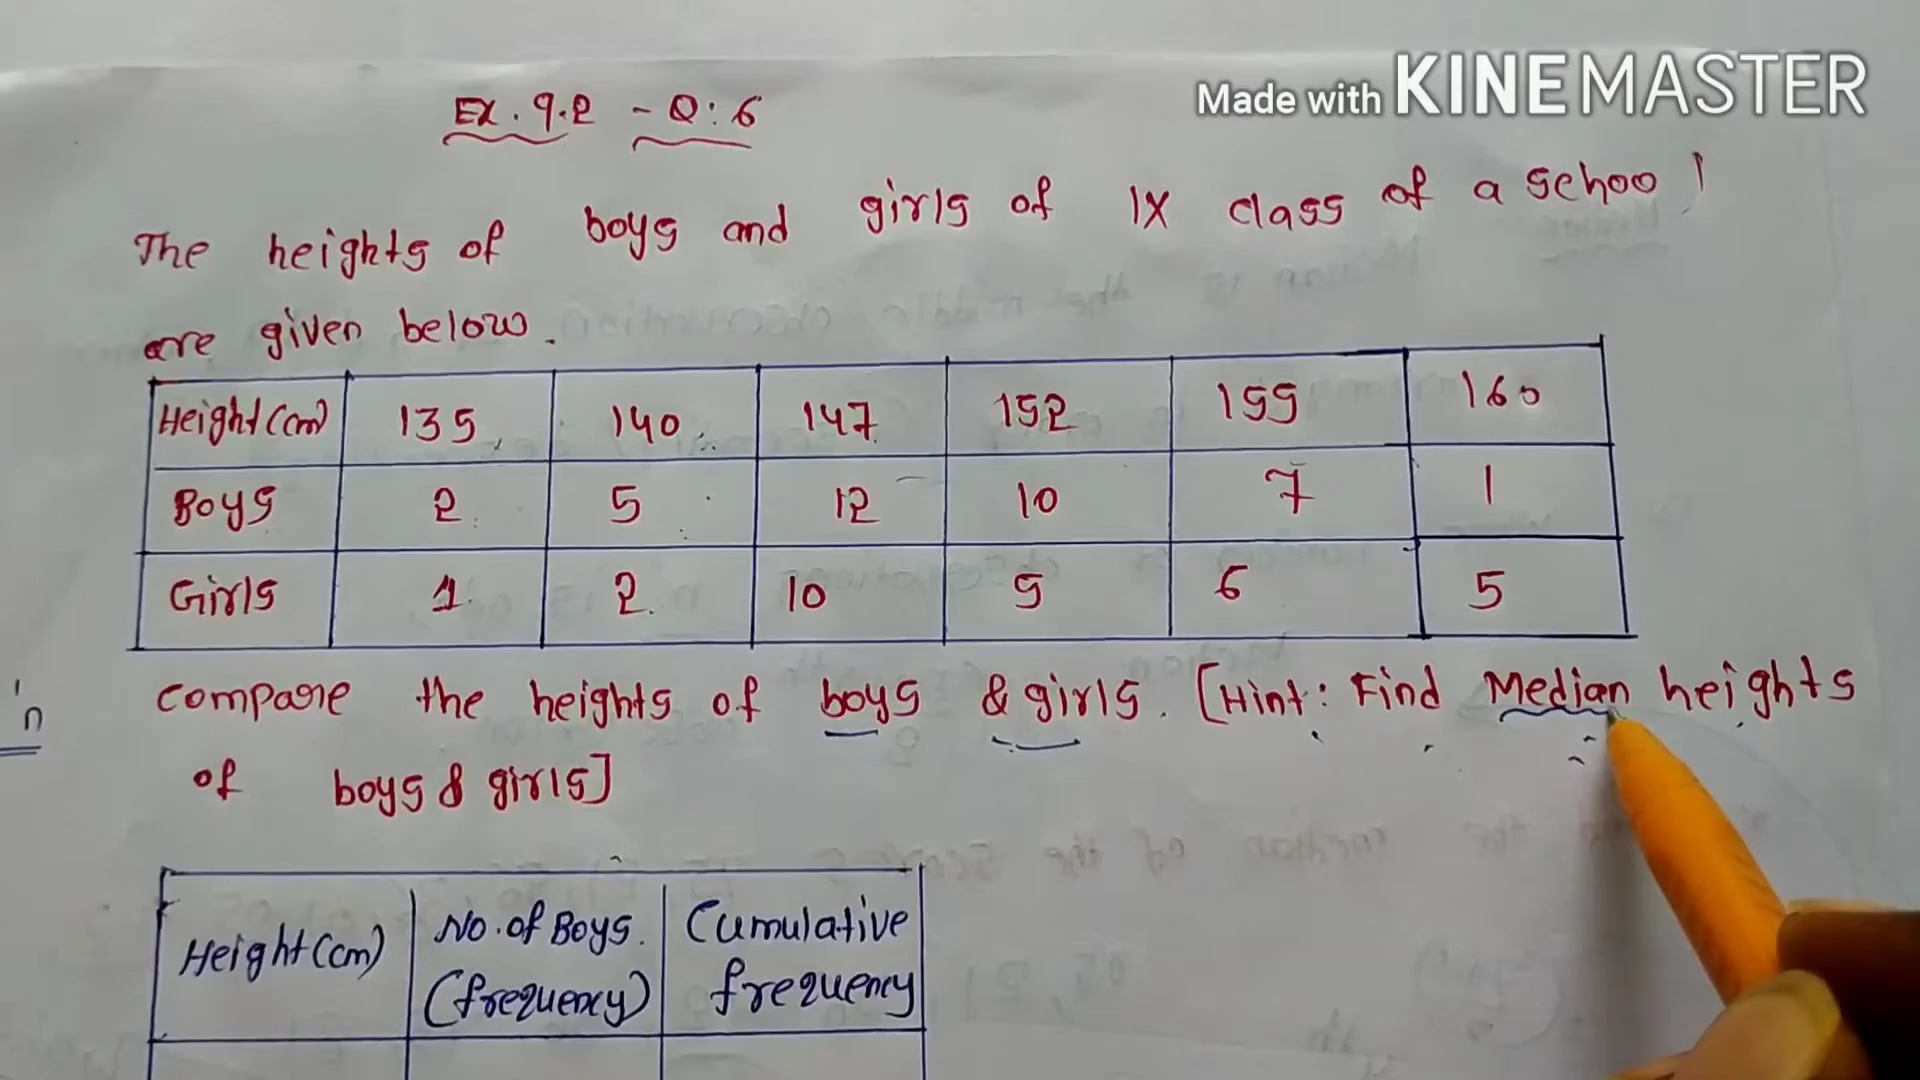 Made with KINEMASTER
Ex. 9.2 - Q: 6
The heights of boys and girls of IX class of a school
are given below.
Height(cm) 135 140 147 152 155 160
Boys 2 5 12 10 7 1
Girls 1 2 10 5 6 5
compare the heights of boys & girls. [Hint: Find Median heights
of boys & girls]
Height(cm) No. of Boys. (frequency) Cumulative frequency